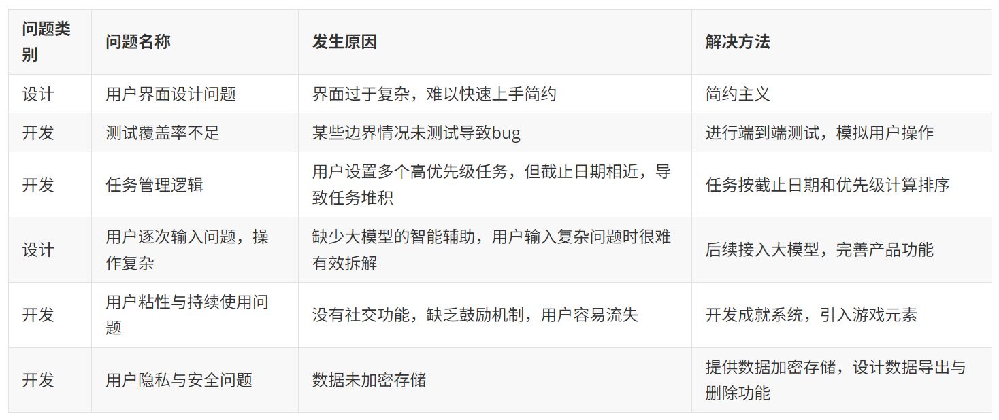 问题类
别
问题名称
发生原因
解决方法
设计
用户界面设计问题
界面过于复杂，难以快速上手简约
简约主义
开发
测试覆盖率不足
某些边界情况未测试导致bug
进行端到端测试，模拟用户操作
开发
任务管理逻辑
用户设置多个高优先级任务，但截止日期相近，导
致任务堆积
任务按截止日期和优先级计算排序
设计
用户逐次输入问题，操
作复杂
缺少大模型的智能辅助，用户输入复杂问题时很难
有效拆解
后续接入大模型，完善产品功能
开发
用户粘性与持续使用问
题
没有社交功能，缺乏鼓励机制，用户容易流失
开发成就系统，引入游戏元素
开发
用户隐私与安全问题
数据未加密存储
提供数据加密存储，设计数据导出与
删除功能